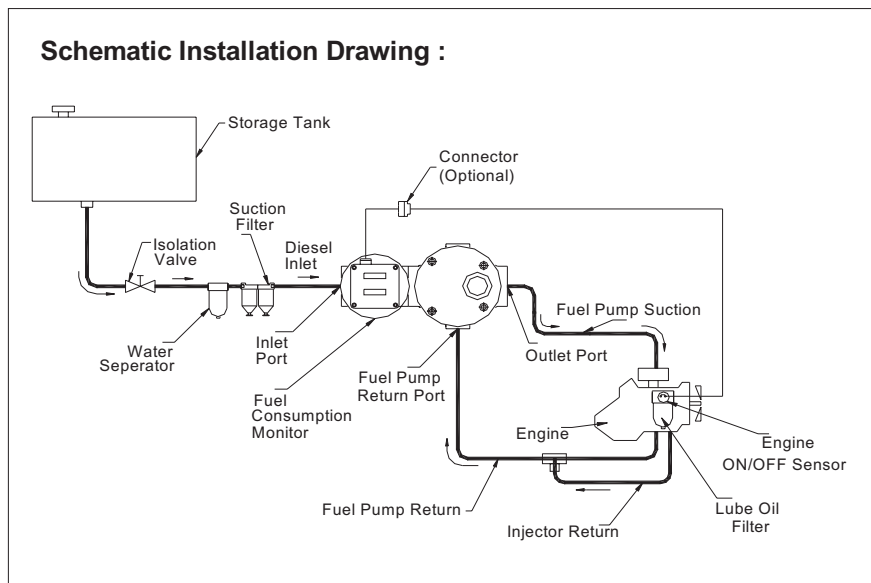 Schematic Installation Drawing :
Storage Tank
Connector
(Optional)
Isolation
Valve
Suction
Filter
Diesel
Inlet
Water
Seperator
Inlet
Port
Fuel
Consumption
Monitor
Fuel Pump
Return Port
Outlet Port
Fuel Pump Suction
Engine
Engine
ON/OFF Sensor
Lube Oil
Filter
Fuel Pump Return
Injector Return